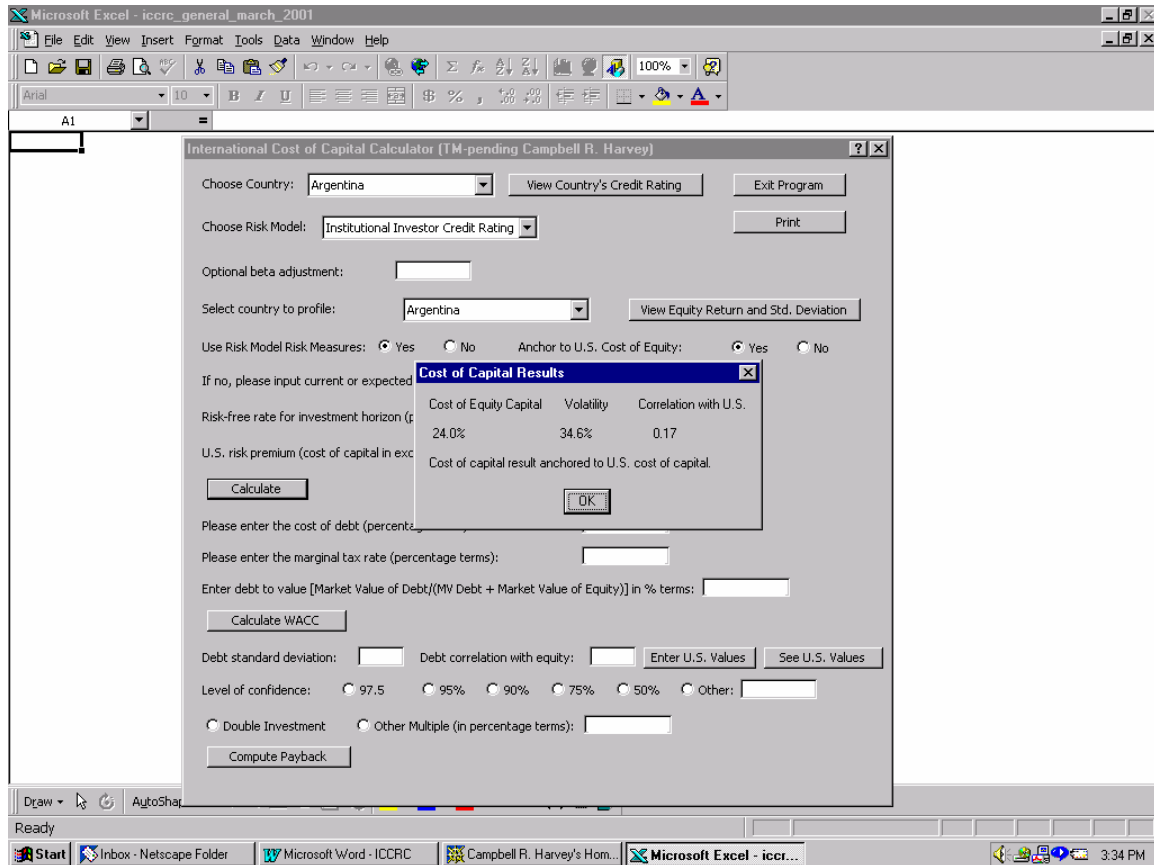 Microsoft Excel - iccrc_general_march_2001
File Edit View Insert Format Tools Data Window Help
100%
Arial 10 B I U $ % ,
A1 =
International Cost of Capital Calculator (TM-pending Campbell R. Harvey)
Choose Country: Argentina View Country's Credit Rating Exit Program
Choose Risk Model: Institutional Investor Credit Rating Print
Optional beta adjustment:
Select country to profile: Argentina View Equity Return and Std. Deviation
Use Risk Model Risk Measures: Yes No Anchor to U.S. Cost of Equity: Yes No
If no, please input current or expected
Cost of Capital Results
Cost of Equity Capital Volatility Correlation with U.S.
24.0% 34.6% 0.17
Cost of capital result anchored to U.S. cost of capital.
OK
Risk-free rate for investment horizon (
U.S. risk premium (cost of capital in exc
Calculate
Please enter the cost of debt (percenta
Please enter the marginal tax rate (percentage terms):
Enter debt to value [Market Value of Debt/(MV Debt + Market Value of Equity)] in % terms:
Calculate WACC
Debt standard deviation: Debt correlation with equity: Enter U.S. Values See U.S. Values
Level of confidence: 97.5 95% 90% 75% 50% Other:
Double Investment Other Multiple (in percentage terms):
Compute Payback
Draw AutoShap
Ready
Start Inbox - Netscape Folder Microsoft Word - ICCRC Campbell R. Harvey's Hom... Microsoft Excel - iccr... 3:34 PM